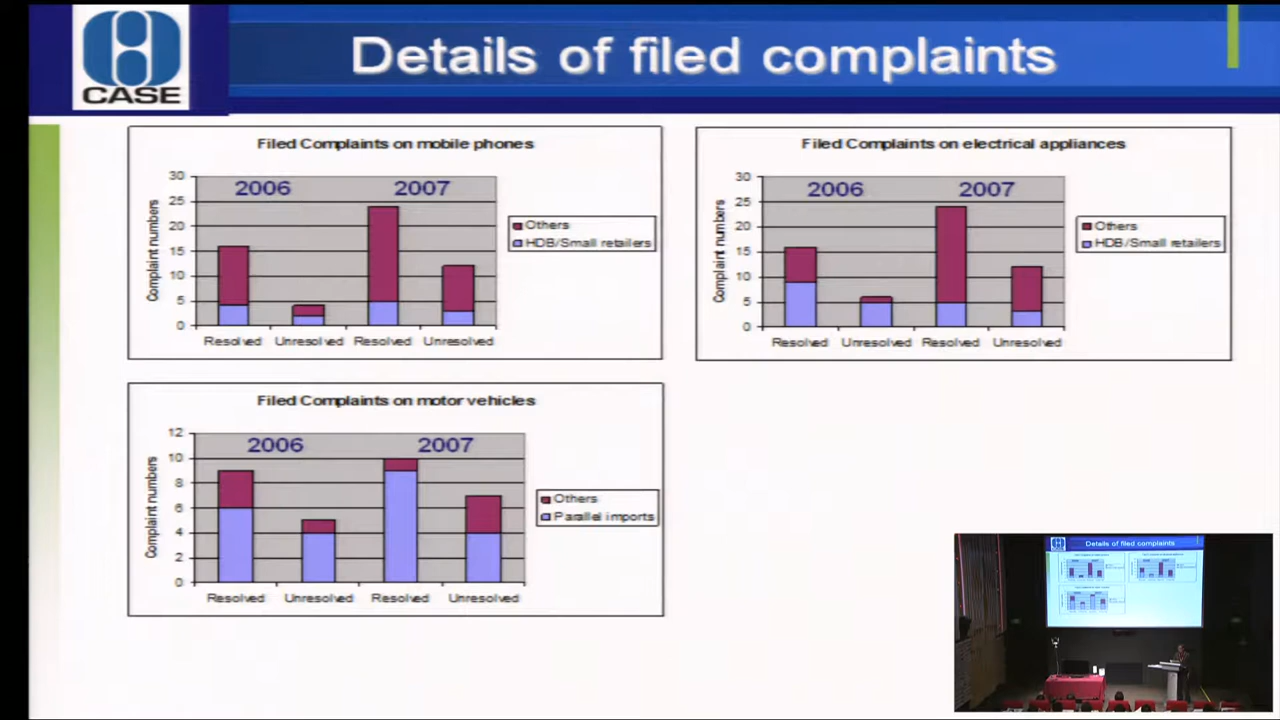 CASE
Details of filed complaints
Filed Complaints on mobile phones
Complaint numbers
30
25
20
15
10
5
0
2006
2007
Resolved
Unresolved
Resolved
Unresolved
Others
HDB/Small retailers
Filed Complaints on electrical appliances
Complaint numbers
30
25
20
15
10
5
0
2006
2007
Resolved
Unresolved
Resolved
Unresolved
Others
HDB/Small retailers
Filed Complaints on motor vehicles
Complaint numbers
12
10
8
6
4
2
0
2006
2007
Resolved
Unresolved
Resolved
Unresolved
Others
Parallel imports
Details of filed complaints